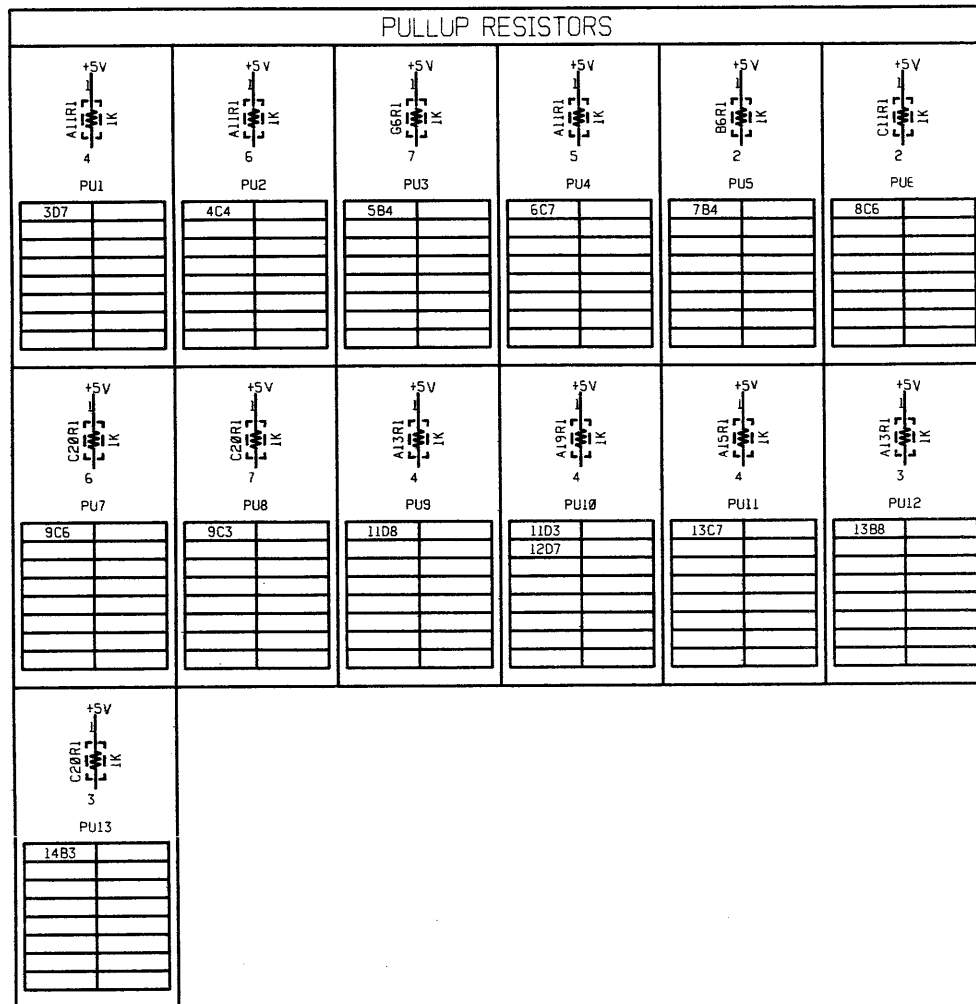 PULLUP RESISTORS
+5V +5V +5V +5V +5V +5V
1 1 1 1 1 1
A11R1 1K A11R1 1K G6R1 1K A11R1 1K B6R1 1K C11R1 1K
4 6 7 5 2 2
PU1 PU2 PU3 PU4 PU5 PU6
3D7 4C4 5B4 6C7 7B4 8C6
+5V +5V +5V +5V +5V +5V
1 1 1 1 1 1
C20R1 1K C20R1 1K A13R1 1K A19R1 1K A15R1 1K A13R1 1K
6 7 4 4 4 3
PU7 PU8 PU9 PU10 PU11 PU12
9C6 9C3 11D8 11D3 13C7 13B8
12D7
+5V
1
C20R1 1K
3
PU13
14B3